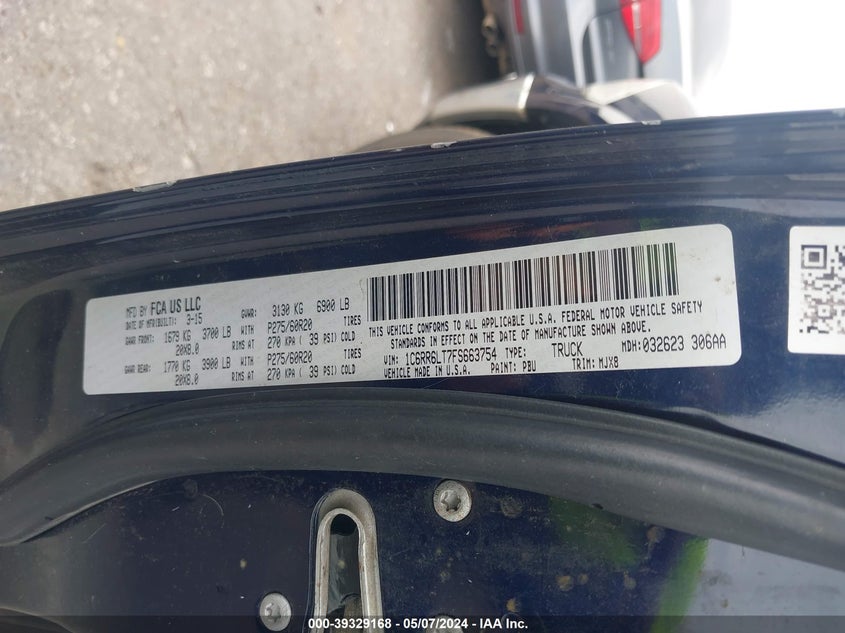 MFD BY FCA US LLC GVWR: 3130 KG 6900 LB
DATE OF MFR(BUILT): 3-15
GAWR FRONT: 1679 KG 3700 LB WITH P275/60R20 TIRES
20X8.0 RIMS AT 270 KPA ( 39 PSI) COLD
GAWR REAR: 1770 KG 3900 LB WITH P275/60R20 TIRES
20X8.0 RIMS AT 270 KPA ( 39 PSI) COLD
THIS VEHICLE CONFORMS TO ALL APPLICABLE U.S.A. FEDERAL MOTOR VEHICLE SAFETY
STANDARDS IN EFFECT ON THE DATE OF MANUFACTURE SHOWN ABOVE.
VIN: 1C6RR6LT7FS663754 TYPE: TRUCK MDH: 032623 306AA
VEHICLE MADE IN U.S.A. PAINT: PBU TRIM: MJX8
000-39329168 - 05/07/2024 - IAA Inc.